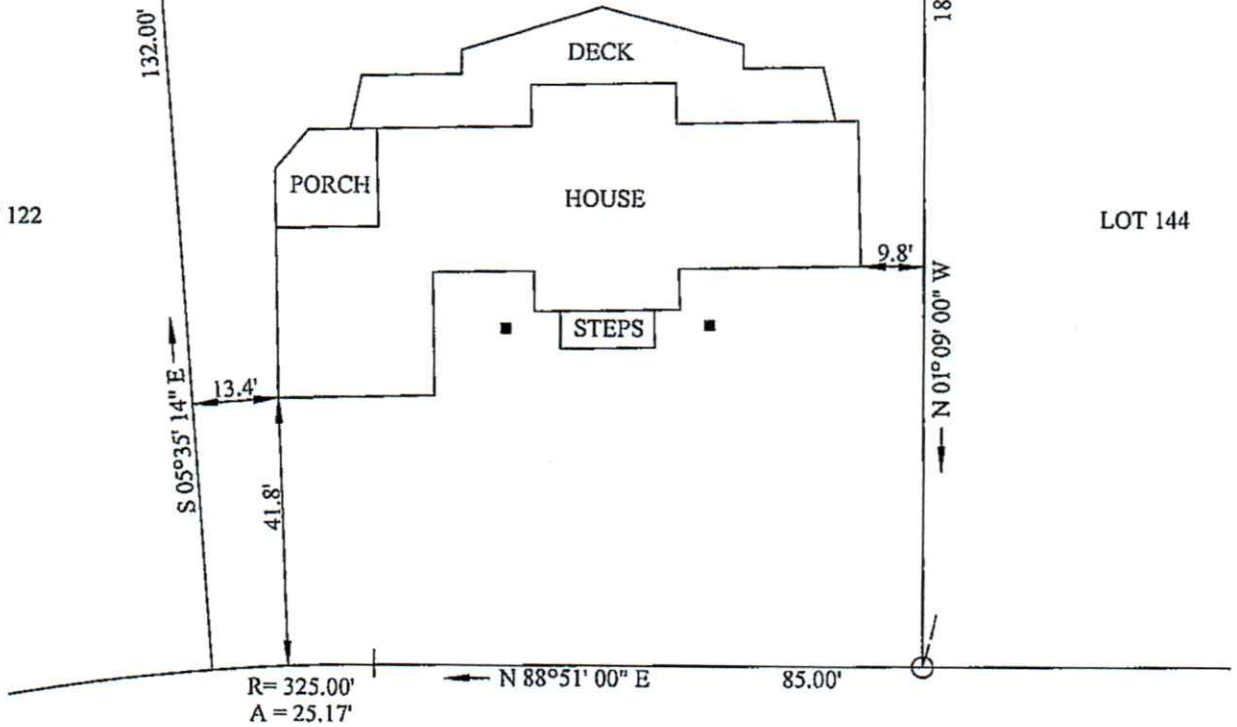 132.00'
18
DECK
PORCH
HOUSE
122
LOT 144
9.8'
STEPS
N 01°09' 00" W
S 05°35' 14" E
13.4'
41.8'
R= 325.00'
A = 25.17'
N 88°51' 00" E
85.00'